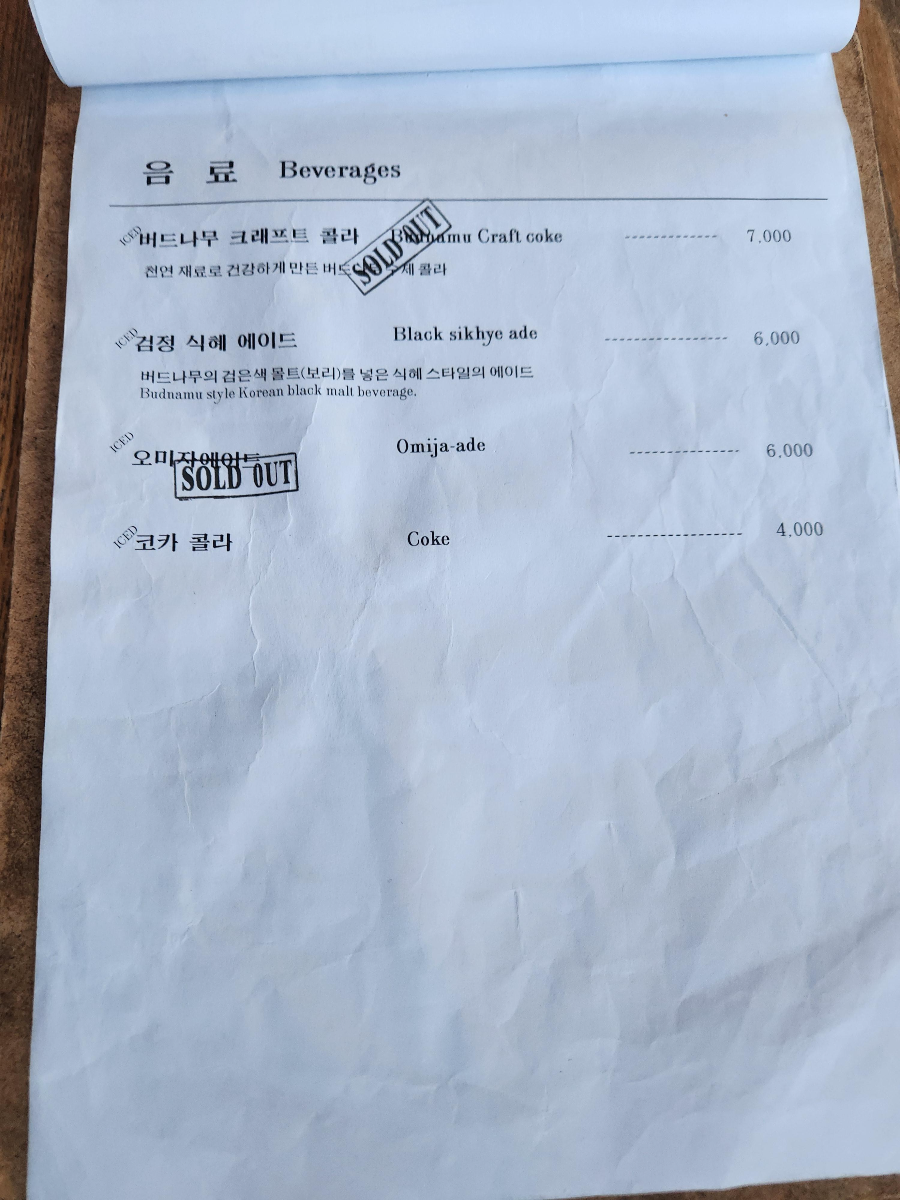 음 료 Beverages
ICED 버드나무 크래프트 콜라 Budnamu Craft coke ---------------- 7,000
SOLD OUT
천연 재료로 건강하게 만든 콜라
ICED 검정 식혜 에이드 Black sikhye ade --------------------- 6,000
버드나무의 검은색 몰트(보리)를 넣은 식혜 스타일의 에이드
Budnamu style Korean black malt beverage.
ICED 오미자에이드 Omija-ade ------------------- 6,000
SOLD OUT
ICED 코카 콜라 Coke ----------------------- 4,000